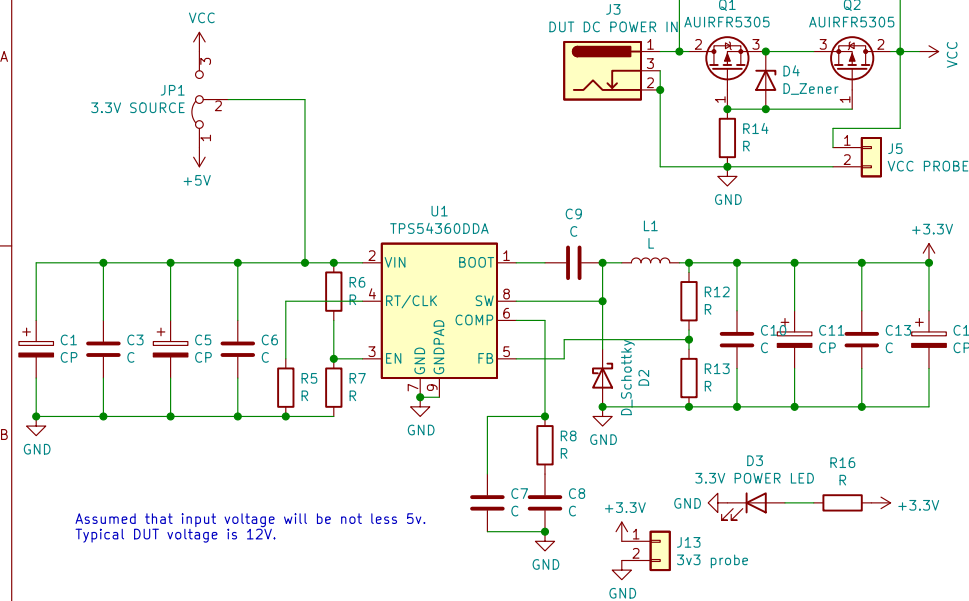 J3
DUT DC POWER IN
1
3
2
Q1
AUIRFR5305
2
3
1
Q2
AUIRFR5305
3
2
1
VCC
D4
D_Zener
R14
R
GND
J5
VCC PROBE
1
2
A
VCC
3
JP1
3.3V SOURCE
2
1
+5V
U1
TPS54360DDA
2
VIN
4
RT/CLK
3
EN
BOOT
1
SW
8
COMP
6
FB
5
GND
7
GNDPAD
9
GND
C9
C
L1
L
+3.3V
R6
R
R12
R
C1
CP
C3
C
C5
CP
C6
C
R5
R
R7
R
D_Schottky
D2
R13
R
C10
C
C11
CP
C13
C
C1
CP
GND
GND
B
R8
R
C7
C
C8
C
GND
D3
3.3V POWER LED
GND
R16
R
+3.3V
+3.3V
1
2
J13
3v3 probe
GND
Assumed that input voltage will be not less 5v.
Typical DUT voltage is 12V.